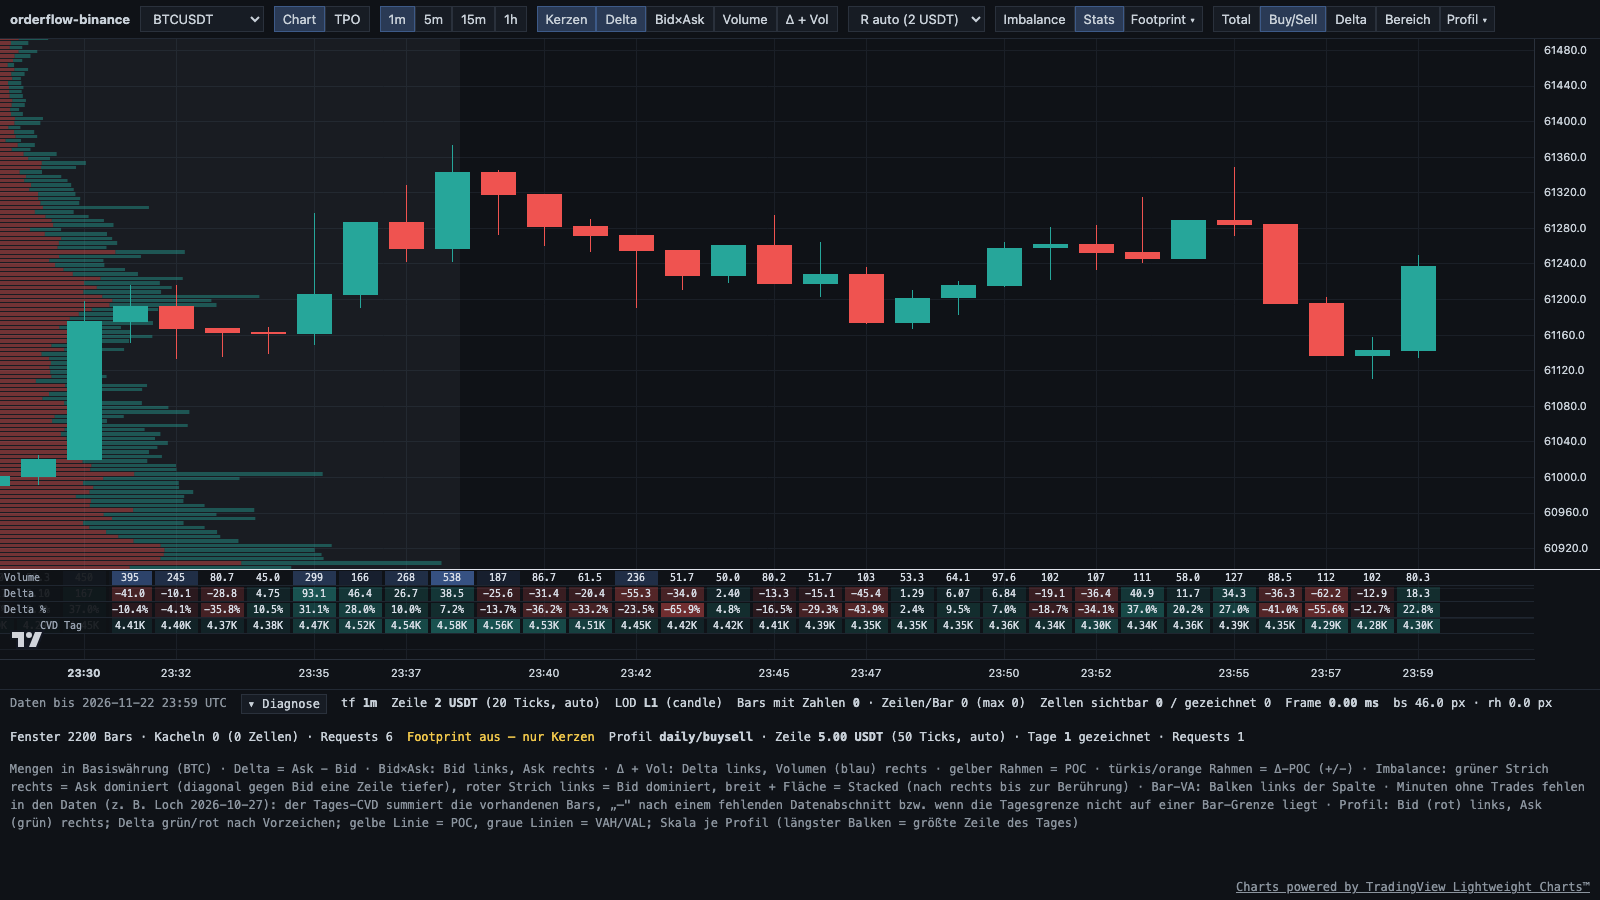 orderflow-binance BTCUSDT Chart TPO 1m 5m 15m 1h Kerzen Delta Bid×Ask Volume Δ + Vol R auto (2 USDT) Imbalance Stats Footprint ▾ Total Buy/Sell Delta Bereich Profil ▾
61480.0
61440.0
61400.0
61360.0
61320.0
61280.0
61240.0
61200.0
61160.0
61120.0
61080.0
61040.0
61000.0
60960.0
60920.0
Volume 395 245 80.7 45.0 299 166 268 538 187 86.7 61.5 236 51.7 50.0 80.2 51.7 103 53.3 64.1 97.6 102 107 111 58.0 127 88.5 112 102 80.3
Delta −41.0 −10.1 −28.8 4.75 93.1 46.4 26.7 38.5 −25.6 −31.4 −20.4 −55.3 −34.0 2.40 −13.3 −15.1 −45.4 1.29 6.07 6.84 −19.1 −36.4 40.9 11.7 34.3 −36.3 −62.2 −12.9 18.3
Delta % −10.4% −4.1% −35.8% 10.5% 31.1% 28.0% 10.0% 7.2% −13.7% −36.2% −33.2% −23.5% −65.9% 4.8% −16.5% −29.3% −43.9% 2.4% 9.5% 7.0% −18.7% −34.1% 37.0% 20.2% 27.0% −41.0% −55.6% −12.7% 22.8%
CVD Tag 4.41K 4.40K 4.37K 4.38K 4.47K 4.52K 4.54K 4.58K 4.56K 4.53K 4.51K 4.45K 4.42K 4.42K 4.41K 4.39K 4.35K 4.35K 4.35K 4.36K 4.34K 4.30K 4.34K 4.36K 4.39K 4.35K 4.29K 4.28K 4.30K
23:30 23:32 23:35 23:37 23:40 23:42 23:45 23:47 23:50 23:52 23:55 23:57 23:59
Daten bis 2026-11-22 23:59 UTC ▾ Diagnose tf 1m Zeile 2 USDT (20 Ticks, auto) LOD L1 (candle) Bars mit Zahlen 0 · Zeilen/Bar 0 (max 0) Zellen sichtbar 0 / gezeichnet 0 Frame 0.00 ms bs 46.0 px · rh 0.0 px
Fenster 2200 Bars · Kacheln 0 (0 Zellen) · Requests 6 Footprint aus – nur Kerzen Profil daily/buysell · Zeile 5.00 USDT (50 Ticks, auto) · Tage 1 gezeichnet · Requests 1
Mengen in Basiswährung (BTC) · Delta = Ask − Bid · Bid×Ask: Bid links, Ask rechts · Δ + Vol: Delta links, Volumen (blau) rechts · gelber Rahmen = POC · türkis/orange Rahmen = Δ-POC (+/−) · Imbalance: grüner Strich
rechts = Ask dominiert (diagonal gegen Bid eine Zeile tiefer), roter Strich links = Bid dominiert, breit + Fläche = Stacked (nach rechts bis zur Berührung) · Bar-VA: Balken links der Spalte · Minuten ohne Trades fehlen
in den Daten (z. B. Loch 2026-10-27): der Tages-CVD summiert die vorhandenen Bars, „–" nach einem fehlenden Datenabschnitt bzw. wenn die Tagesgrenze nicht auf einer Bar-Grenze liegt · Profil: Bid (rot) links, Ask
(grün) rechts; Delta grün/rot nach Vorzeichen; gelbe Linie = POC, graue Linien = VAH/VAL; Skala je Profil (längster Balken = größte Zeile des Tages)
Charts powered by TradingView Lightweight Charts™